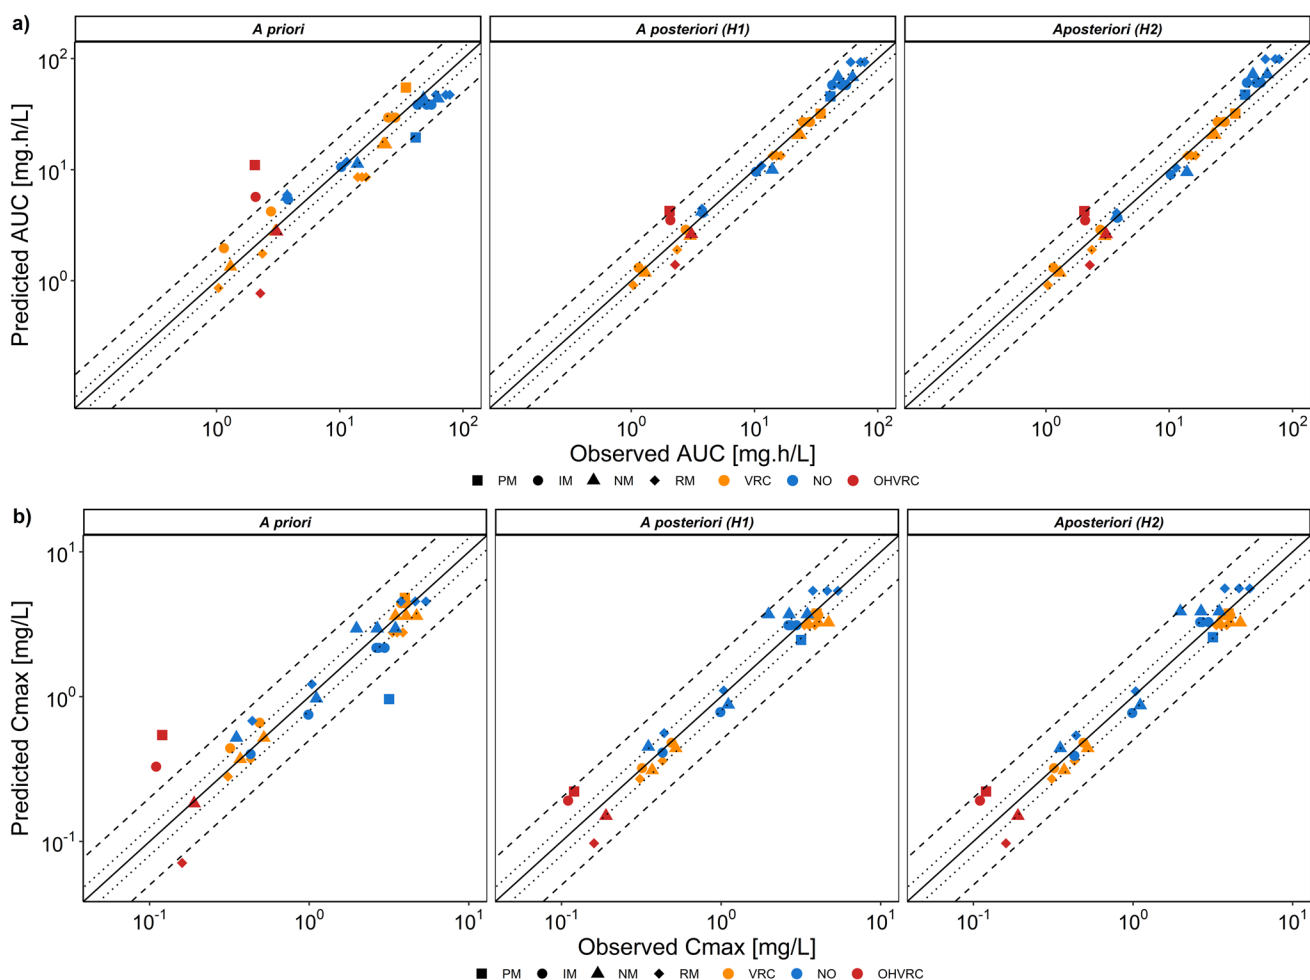 a)
A priori
A posteriori (H1)
Aposteriori (H2)
Predicted AUC [mg.h/L]
10²
10¹
10⁰
10⁰ 10¹ 10² 10⁰ 10¹ 10² 10⁰ 10¹ 10²
Observed AUC [mg.h/L]
PM IM NM RM VRC NO OHVRC
b)
A priori
A posteriori (H1)
Aposteriori (H2)
Predicted Cmax [mg/L]
10¹
10⁰
10⁻¹
10⁻¹ 10⁰ 10¹ 10⁻¹ 10⁰ 10¹ 10⁻¹ 10⁰ 10¹
Observed Cmax [mg/L]
PM IM NM RM VRC NO OHVRC